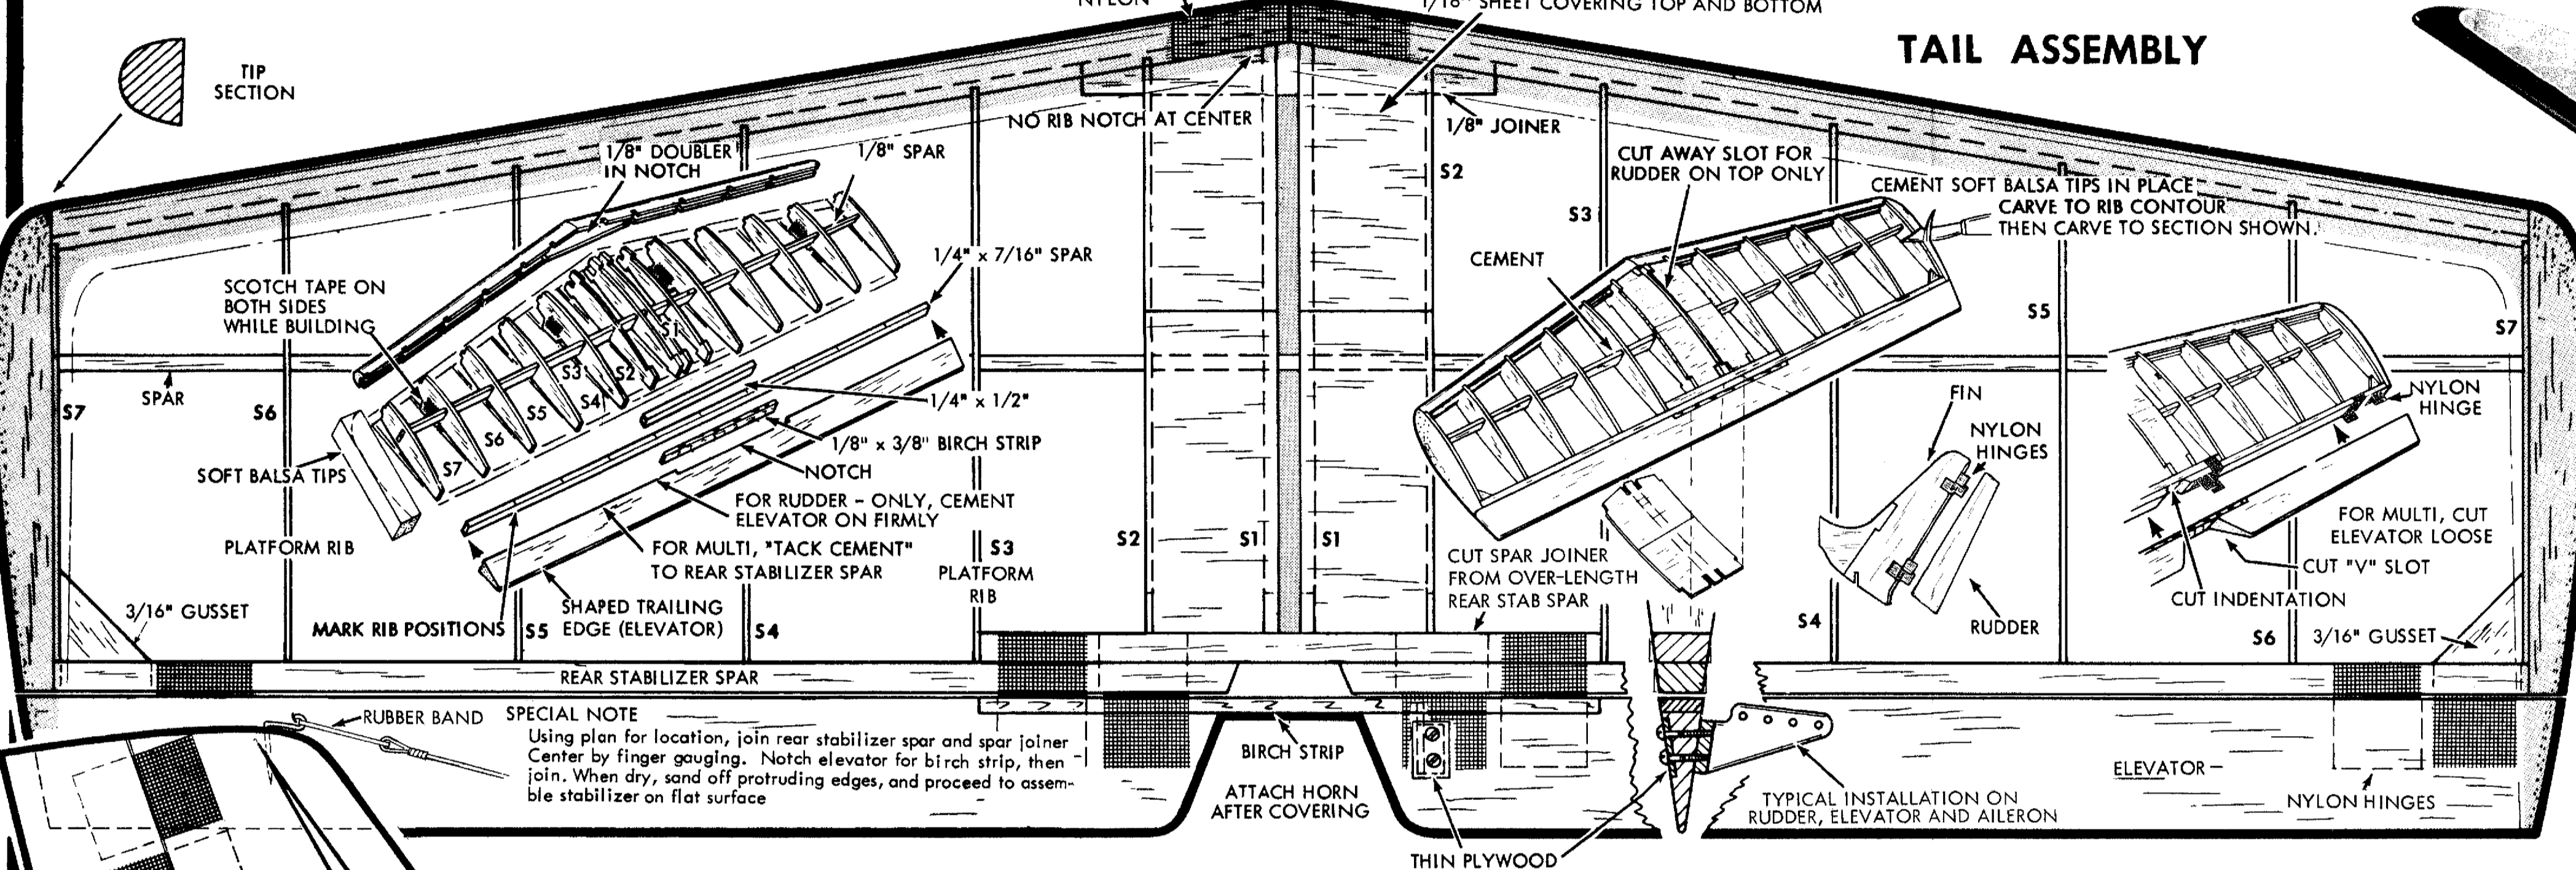 NYLON
1/16" SHEET COVERING TOP AND BOTTOM
TAIL ASSEMBLY
TIP
SECTION
NO RIB NOTCH AT CENTER
1/8" JOINER
1/8" DOUBLER
IN NOTCH
1/8" SPAR
S2
CUT AWAY SLOT FOR
RUDDER ON TOP ONLY
CEMENT SOFT BALSA TIPS IN PLACE
CARVE TO RIB CONTOUR
THEN CARVE TO SECTION SHOWN.
S3
CEMENT
1/4" x 7/16" SPAR
SCOTCH TAPE ON
BOTH SIDES
WHILE BUILDING
S1
S5
S7
S3
S2
S4
S5
S6
S7
SPAR
S7
S6
1/4" x 1/2"
1/8" x 3/8" BIRCH STRIP
NOTCH
SOFT BALSA TIPS
FOR RUDDER - ONLY, CEMENT
ELEVATOR ON FIRMLY
FOR MULTI, "TACK CEMENT"
TO REAR STABILIZER SPAR
PLATFORM RIB
S3
PLATFORM
RIB
S2
S1
S1
CUT SPAR JOINER
FROM OVER-LENGTH
REAR STAB SPAR
FIN
NYLON
HINGES
NYLON
HINGE
FOR MULTI, CUT
ELEVATOR LOOSE
CUT "V" SLOT
CUT INDENTATION
RUDDER
3/16" GUSSET
MARK RIB POSITIONS
S5
SHAPED TRAILING
EDGE (ELEVATOR)
S4
S4
S6
3/16" GUSSET
REAR STABILIZER SPAR
RUBBER BAND
SPECIAL NOTE
Using plan for location, join rear stabilizer spar and spar joiner
Center by finger gauging. Notch elevator for birch strip, then
join. When dry, sand off protruding edges, and proceed to assem-
ble stabilizer on flat surface
BIRCH STRIP
ATTACH HORN
AFTER COVERING
THIN PLYWOOD
TYPICAL INSTALLATION ON
RUDDER, ELEVATOR AND AILERON
ELEVATOR
NYLON HINGES